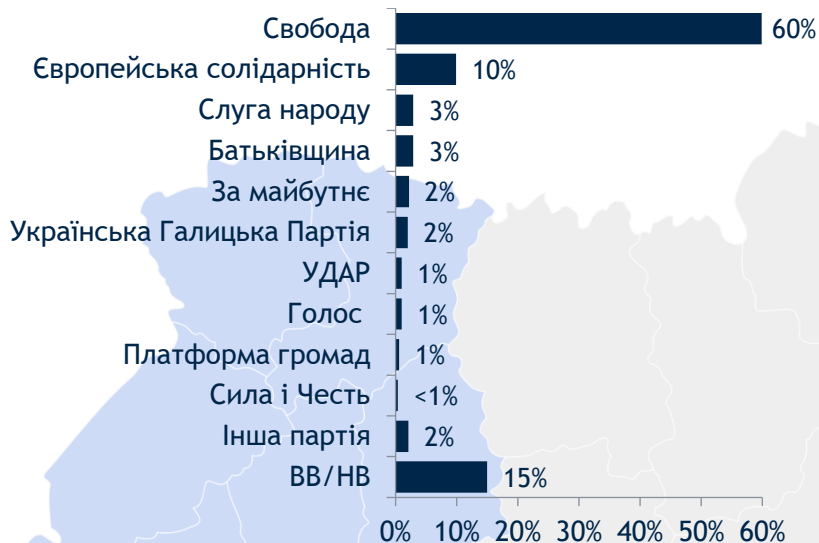 Свобода 60%
Європейська солідарність 10%
Слуга народу 3%
Батьківщина 3%
За майбутнє 2%
Українська Галицька Партія 2%
УДАР 1%
Голос 1%
Платформа громад 1%
Сила і Честь <1%
Інша партія 2%
ВВ/НВ 15%
0% 10% 20% 30% 40% 50% 60%